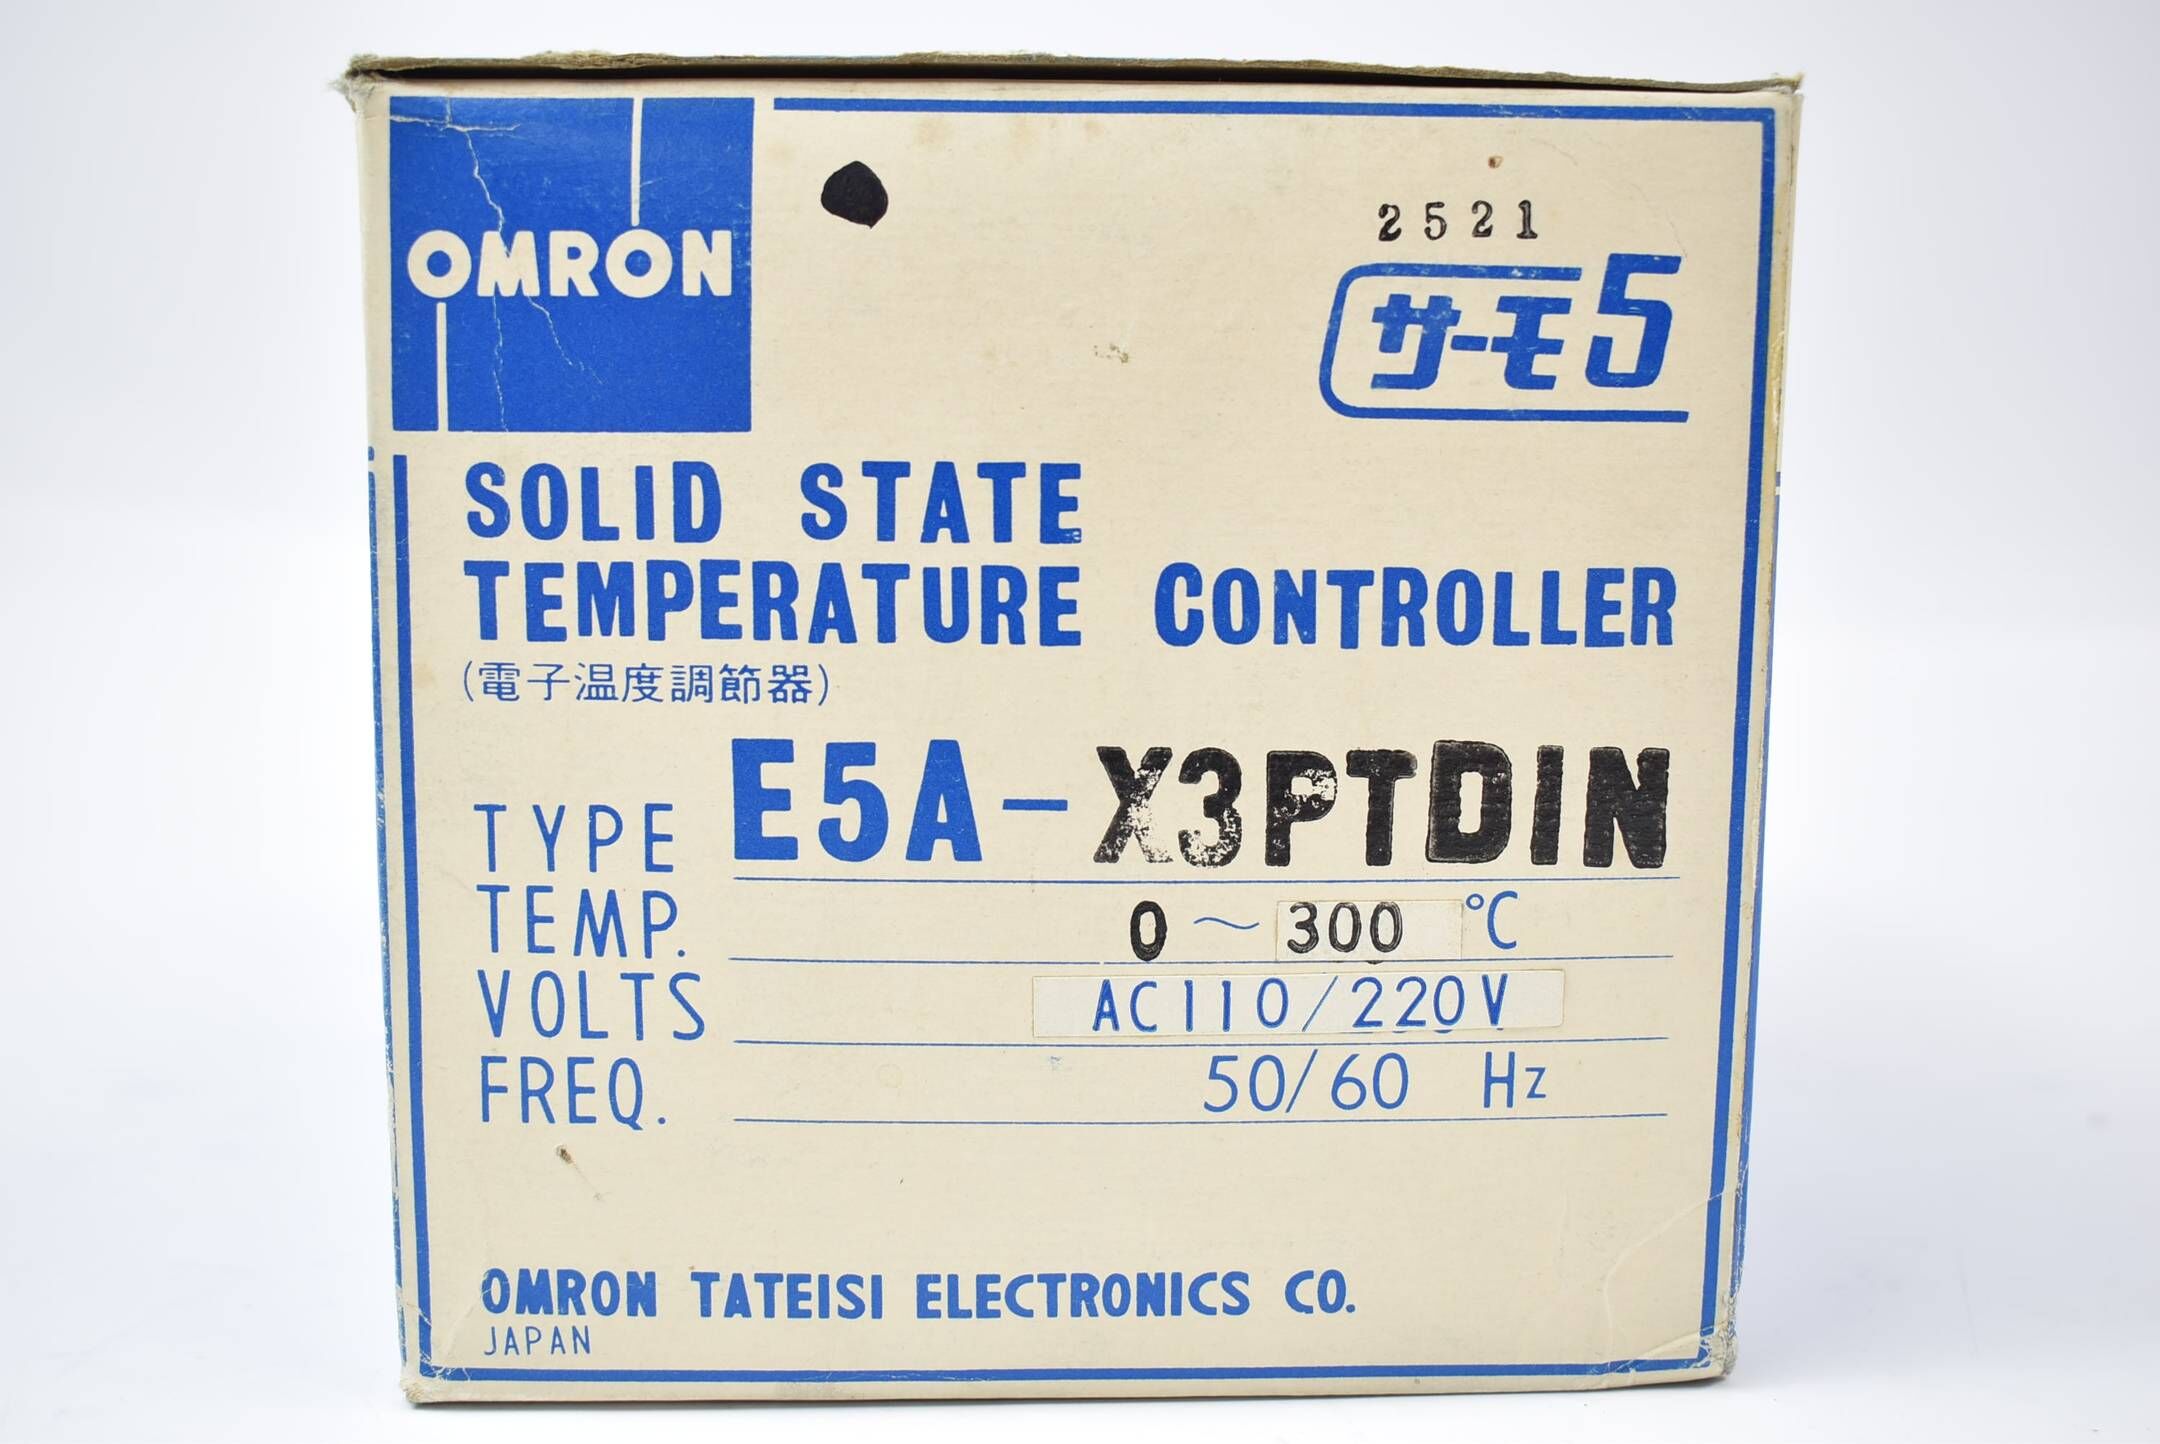 OMRON
2521
サーモ5
SOLID STATE
TEMPERATURE CONTROLLER
(電子温度調節器)
TYPE E5A-X3PTDIN
TEMP. 0～300 °C
VOLTS AC110/220V
FREQ. 50/60 Hz
OMRON TATEISI ELECTRONICS CO.
JAPAN